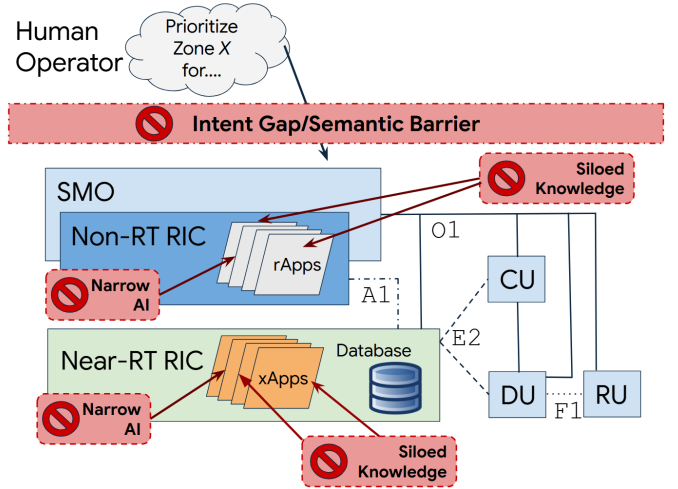 Human
Operator
Prioritize
Zone X
for....
Intent Gap/Semantic Barrier
Siloed
Knowledge
SMO
Non-RT RIC
rApps
Narrow
AI
O1
A1
CU
E2
Near-RT RIC
xApps
Database
DU
F1
RU
Narrow
AI
Siloed
Knowledge